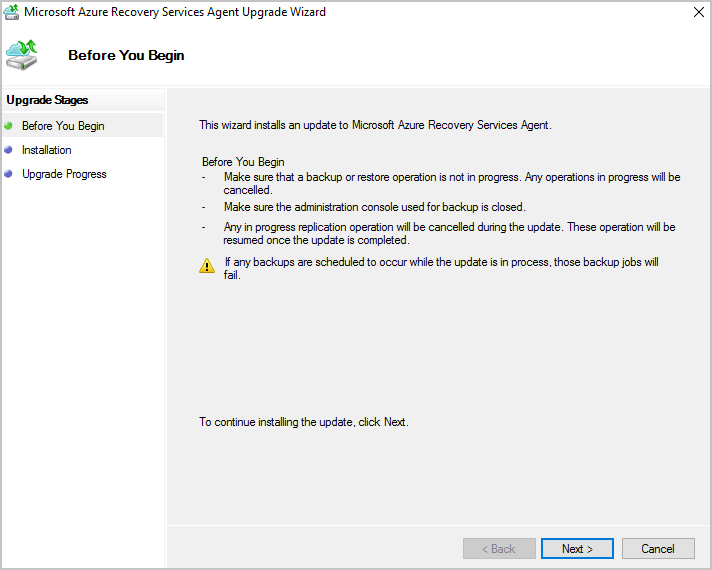 Microsoft Azure Recovery Services Agent Upgrade Wizard
Before You Begin
Upgrade Stages
Before You Begin
Installation
Upgrade Progress
This wizard installs an update to Microsoft Azure Recovery Services Agent.
Before You Begin
- Make sure that a backup or restore operation is not in progress. Any operations in progress will be
cancelled.
- Make sure the administration console used for backup is closed.
- Any in progress replication operation will be cancelled during the update. These operation will be
resumed once the update is completed.
If any backups are scheduled to occur while the update is in process, those backup jobs will
fail.
To continue installing the update, click Next.
< Back
Next >
Cancel